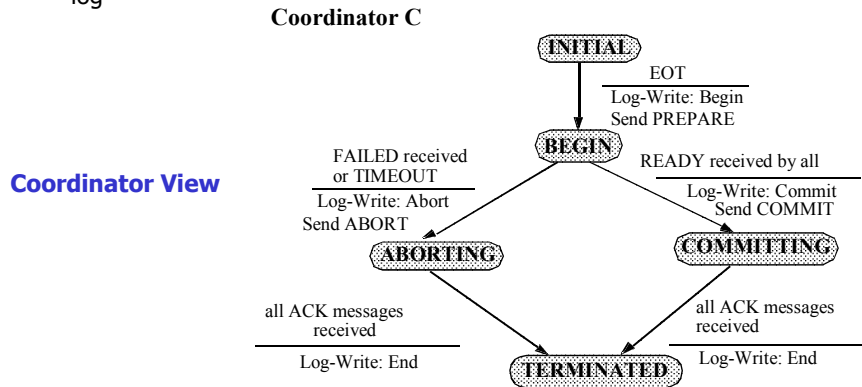 log
Coordinator C
INITIAL
EOT
Log-Write: Begin
Send PREPARE
BEGIN
FAILED received
or TIMEOUT
Log-Write: Abort
Send ABORT
READY received by all
Log-Write: Commit
Send COMMIT
Coordinator View
ABORTING
COMMITTING
all ACK messages
received
Log-Write: End
all ACK messages
received
Log-Write: End
TERMINATED